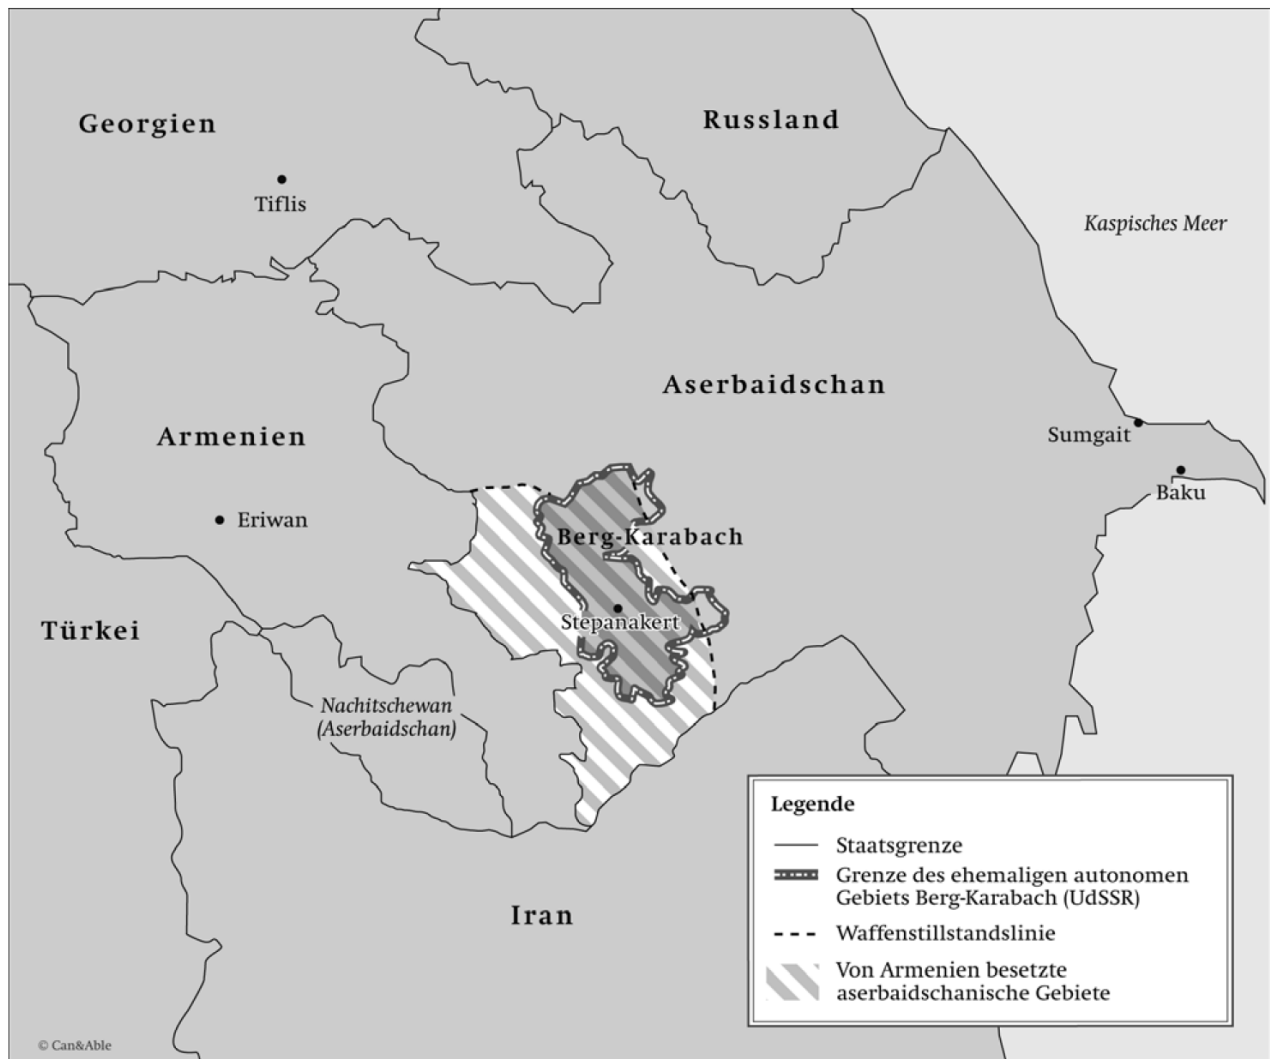 Georgien
Russland
Tiflis
Kaspisches Meer
Aserbaidschan
Armenien
Sumgait
Baku
Eriwan
Berg-Karabach
Stepanakert
Türkei
Nachitschewan
(Aserbaidschan)
Iran
Legende
Staatsgrenze
Grenze des ehemaligen autonomen
Gebiets Berg-Karabach (UdSSR)
Waffenstillstandslinie
Von Armenien besetzte
aserbaidschanische Gebiete
© Can&Able